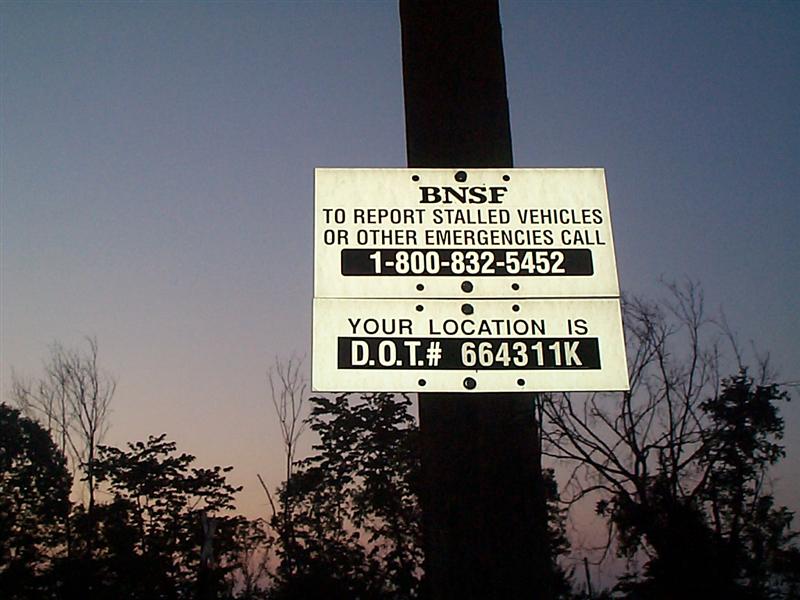 BNSF
TO REPORT STALLED VEHICLES
OR OTHER EMERGENCIES CALL
1-800-832-5452
YOUR LOCATION IS
D.O.T.# 664311K